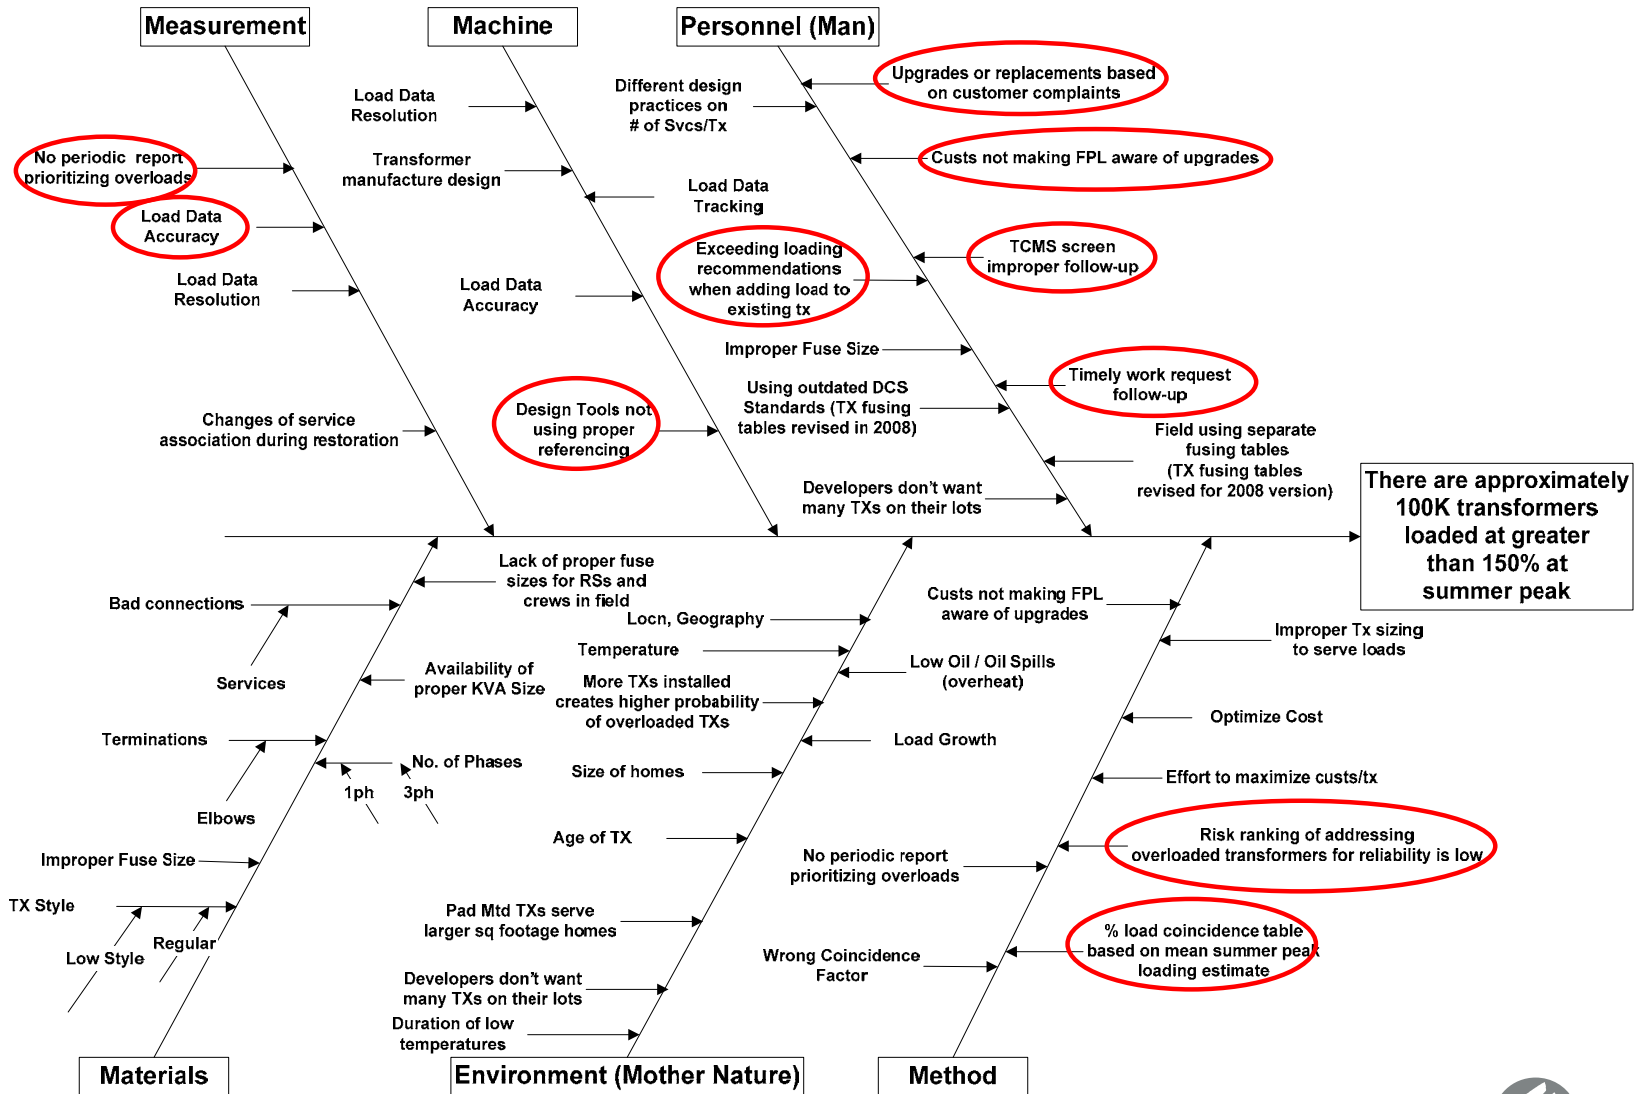 Measurement
Machine
Personnel (Man)
No periodic report
prioritizing overloads
Load Data
Accuracy
Load Data
Resolution
Changes of service
association during restoration
Load Data
Resolution
Transformer
manufacture design
Load Data
Tracking
Load Data
Accuracy
Design Tools not
using proper
referencing
Different design
practices on
# of Svcs/Tx
Upgrades or replacements based
on customer complaints
Custs not making FPL aware of upgrades
Exceeding loading
recommendations
when adding load to
existing tx
TCMS screen
improper follow-up
Improper Fuse Size
Timely work request
follow-up
Using outdated DCS
Standards (TX fusing
tables revised in 2008)
Field using separate
fusing tables
(TX fusing tables
revised for 2008 version)
Developers don't want
many TXs on their lots
There are approximately
100K transformers
loaded at greater
than 150% at
summer peak
Lack of proper fuse
sizes for RSs and
crews in field
Bad connections
Services
Availability of
proper KVA Size
Terminations
Elbows
No. of Phases
1ph
3ph
Improper Fuse Size
TX Style
Low Style
Regular
Locn, Geography
Temperature
Low Oil / Oil Spills
(overheat)
More TXs installed
creates higher probability
of overloaded TXs
Load Growth
Size of homes
Age of TX
Pad Mtd TXs serve
larger sq footage homes
Developers don't want
many TXs on their lots
Duration of low
temperatures
Custs not making FPL
aware of upgrades
Improper Tx sizing
to serve loads
Optimize Cost
Effort to maximize custs/tx
Risk ranking of addressing
overloaded transformers for reliability is low
No periodic report
prioritizing overloads
% load coincidence table
based on mean summer peak
loading estimate
Wrong Coincidence
Factor
Materials
Environment (Mother Nature)
Method